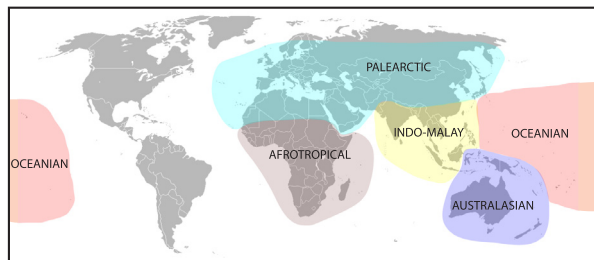 PALEARCTIC
INDO-MALAY
OCEANIAN
OCEANIAN
AFROTROPICAL
AUSTRALASIAN